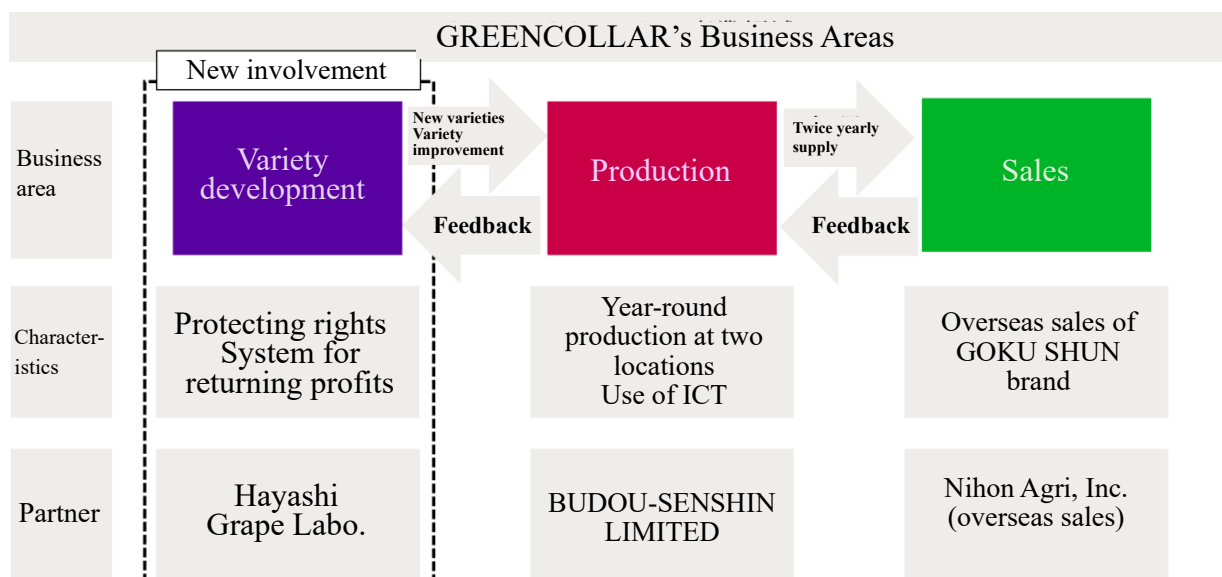 GREENCOLLAR’s Business Areas
New involvement
Business
area
Variety
development
New varieties
Variety
improvement
Feedback
Production
Twice yearly
supply
Feedback
Sales
Character-
istics
Protecting rights
System for
returning profits
Year-round
production at two
locations
Use of ICT
Overseas sales of
GOKU SHUN
brand
Partner
Hayashi
Grape Labo.
BUDOU-SENSHIN
LIMITED
Nihon Agri, Inc.
(overseas sales)